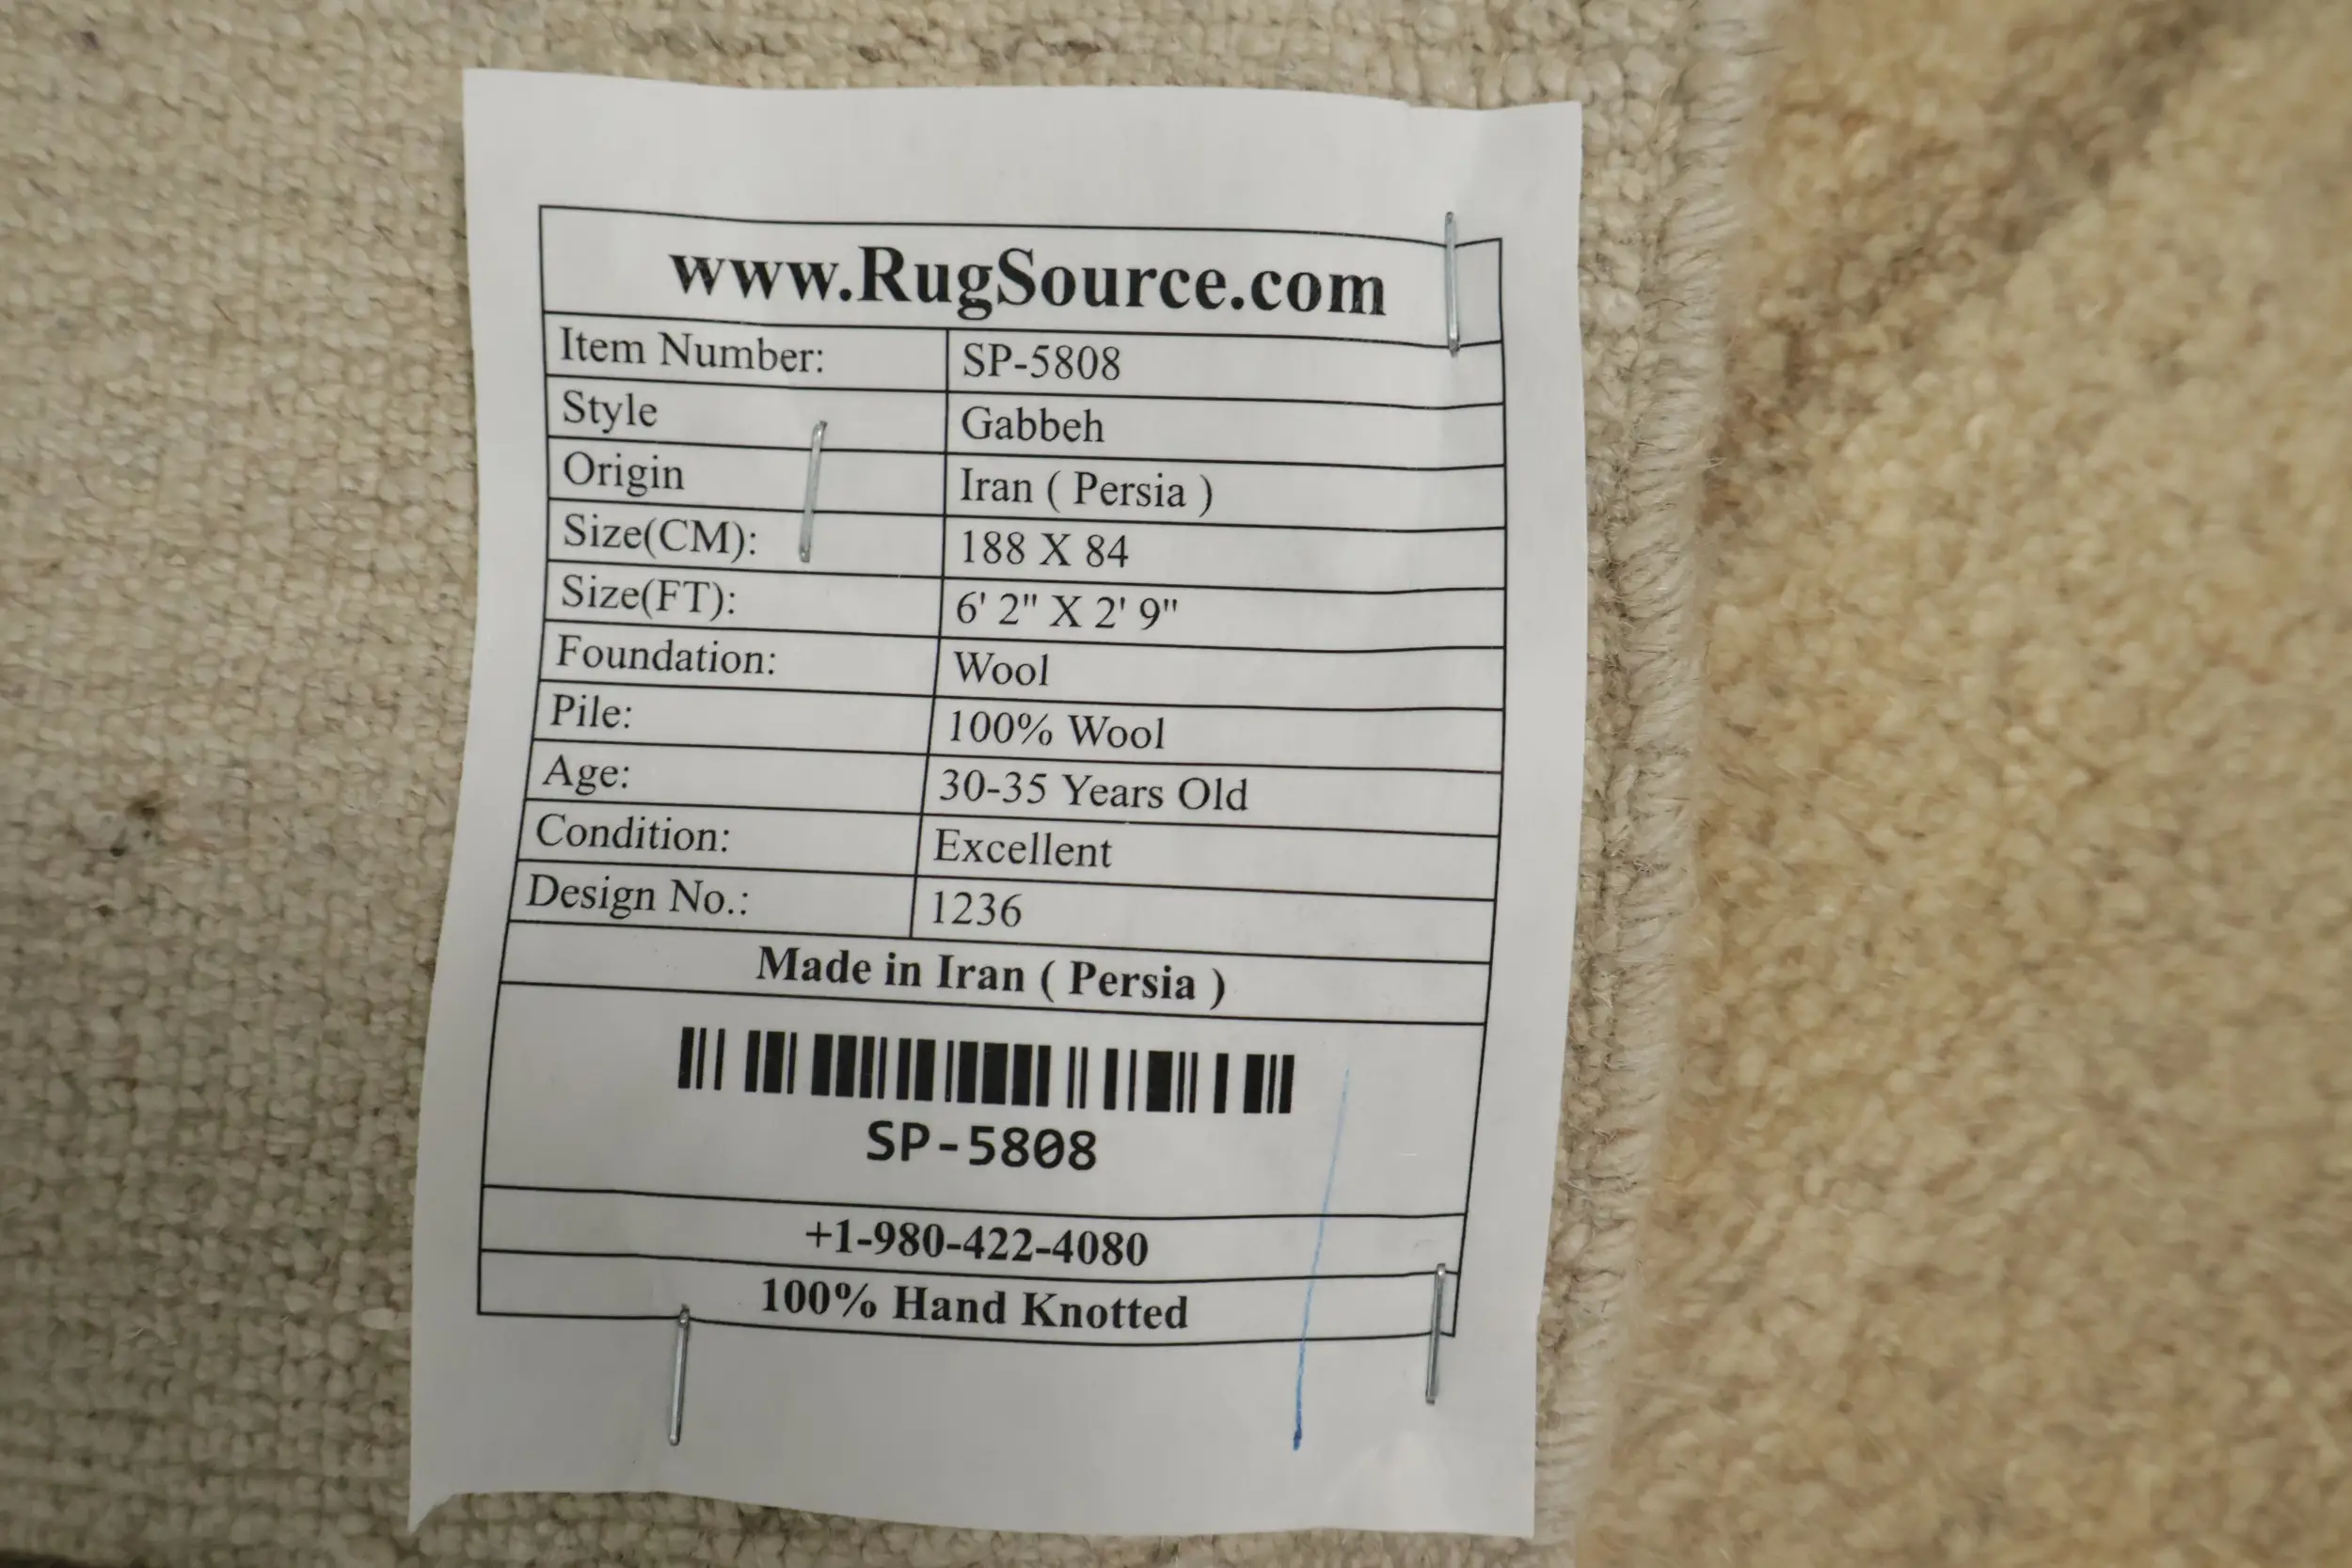 www.RugSource.com
Item Number: SP-5808
Style Gabbeh
Origin Iran ( Persia )
Size(CM): 188 X 84
Size(FT): 6' 2" X 2' 9"
Foundation: Wool
Pile: 100% Wool
Age: 30-35 Years Old
Condition: Excellent
Design No.: 1236
Made in Iran ( Persia )
SP-5808
+1-980-422-4080
100% Hand Knotted